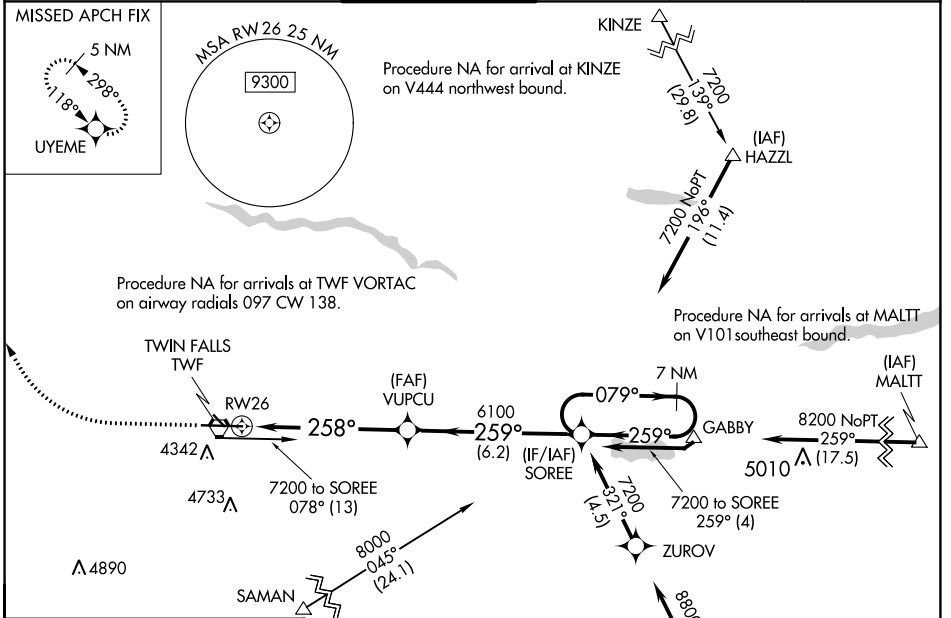 MISSED APCH FIX
5 NM
298°
118°
UYEME
MSA RW26 25 NM
9300
Procedure NA for arrival at KINZE
on V444 northwest bound.
KINZE
7200
139°
(29.8)
(IAF)
HAZZL
7200 NoPT
196°
(11.4)
Procedure NA for arrivals at TWF VORTAC
on airway radials 097 CW 138.
Procedure NA for arrivals at MALTT
on V101southeast bound.
TWIN FALLS
TWF
RW26
258°
(FAF)
VUPCU
6100
259°
(6.2)
(IF/IAF)
SOREE
079°
7 NM
259°
GABBY
(IAF)
MALTT
8200 NoPT
259°
(17.5)
5010
4342
7200 to SOREE
078° (13)
7200 to SOREE
259° (4)
7200
321°
(4.5)
ZUROV
4733
4890
8000
045°
(24.1)
SAMAN
8800